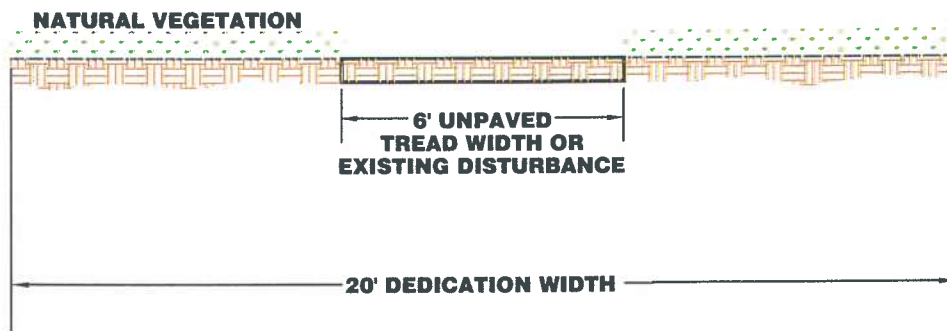 NATURAL VEGETATION
6' UNPAVED
TREAD WIDTH OR
EXISTING DISTURBANCE
20' DEDICATION WIDTH